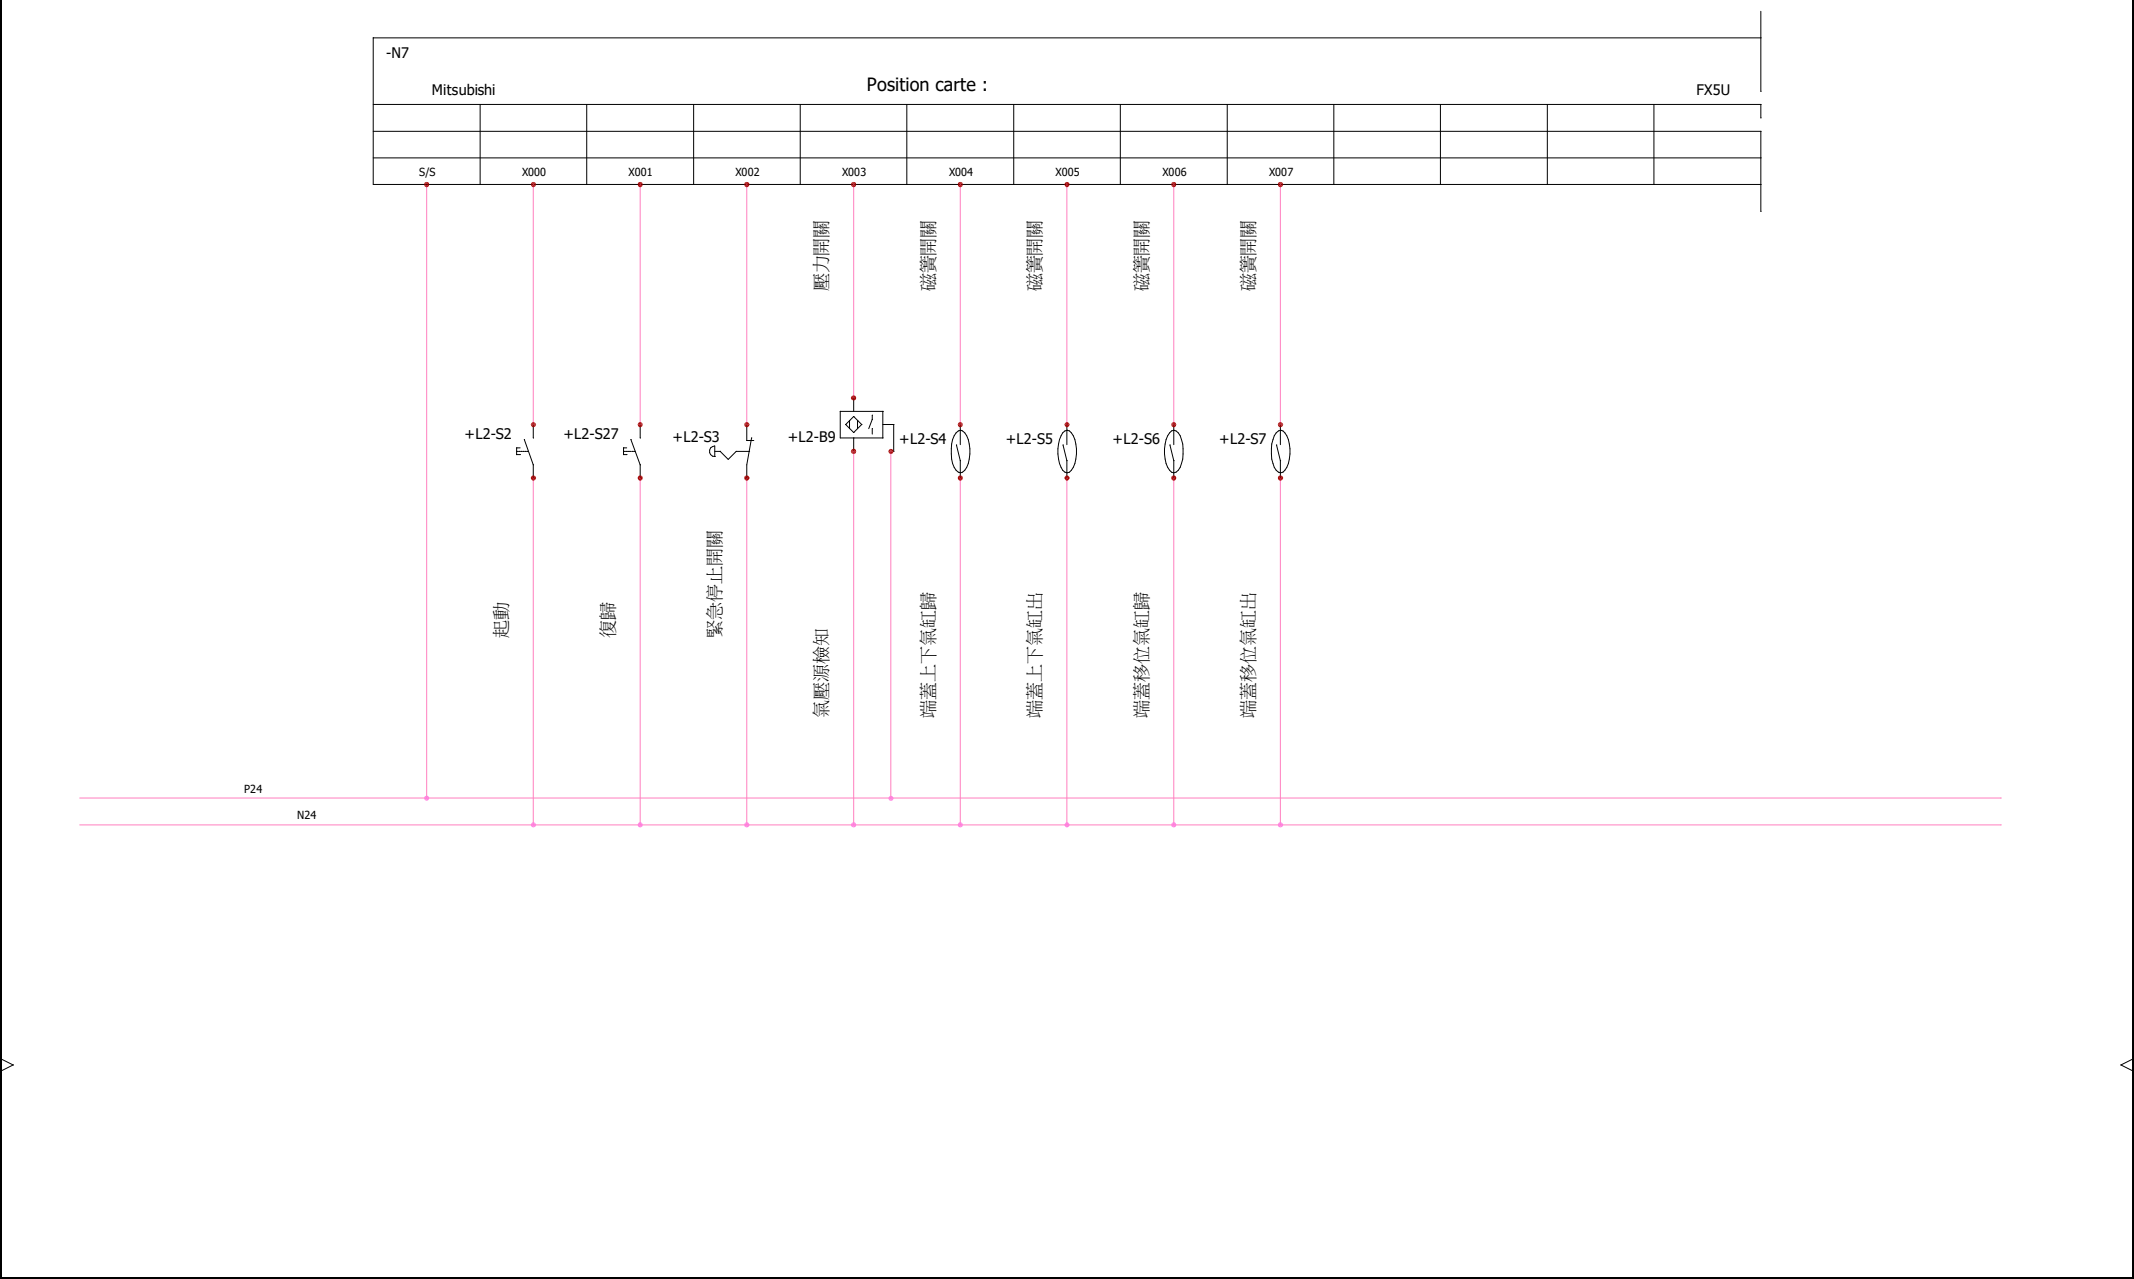 -N7
Mitsubishi
Position carte :
FX5U
S/S
X000
X001
X002
X003
X004
X005
X006
X007
壓力開關
磁簧開關
磁簧開關
磁簧開關
磁簧開關
+L2-S2
+L2-S27
+L2-S3
+L2-B9
+L2-S4
+L2-S5
+L2-S6
+L2-S7
起動
復歸
緊急停止開關
氣壓源檢知
端蓋上下氣缸歸
端蓋上下氣缸出
端蓋移位氣缸歸
端蓋移位氣缸出
P24
N24